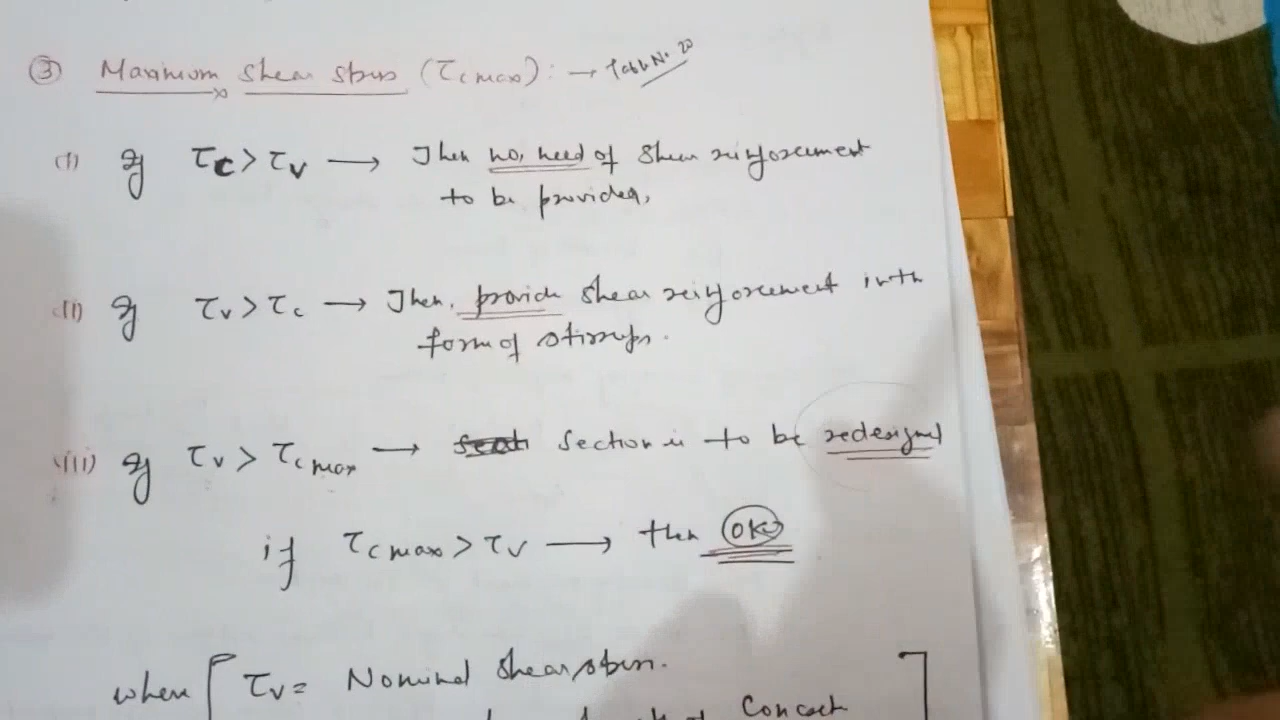 ③ Maximum shear stress (τc max) : → Table No. 20
(i) If τc > τv → Then no, need of shear reinforcement
to be provided,
(ii) If τv > τc → Then, provide shear reinforcement in th
form of stirrups.
(iii) If τv > τc max → Section is to be redesigned
if τc max > τv → then OK
when [ τv = Nominal shear stress. ]
Concrete